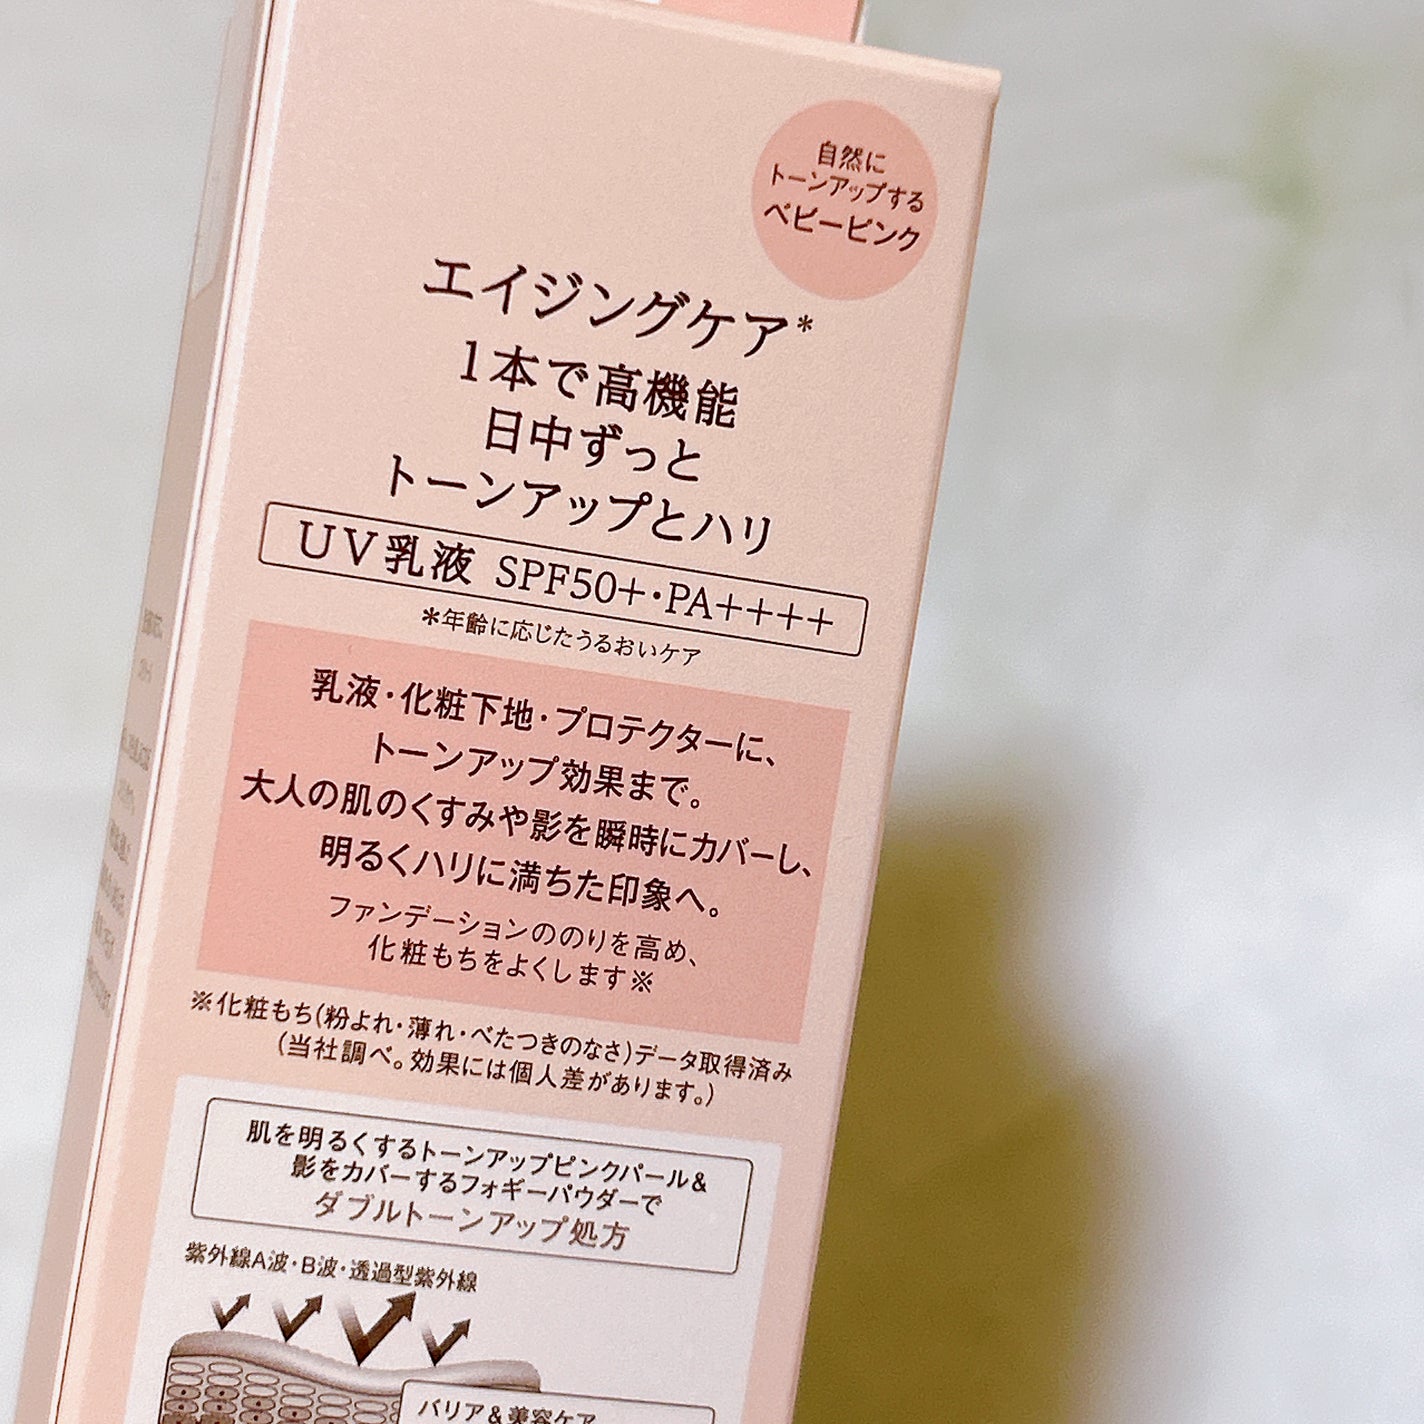 自然に
トーンアップする
ベビーピンク
エイジングケア*
1本で高機能
日中ずっと
トーンアップとハリ
UV乳液 SPF50+・PA++++
*年齢に応じたうるおいケア
乳液・化粧下地・プロテクターに、
トーンアップ効果まで。
大人の肌のくすみや影を瞬時にカバーし、
明るくハリに満ちた印象へ。
ファンデーションののりを高め、
化粧もちをよくします※
※化粧もち(粉よれ・薄れ・べたつきのなさ)データ取得済み
(当社調べ。効果には個人差があります。)
肌を明るくするトーンアップピンクパール&
影をカバーするフォギーパウダーで
ダブルトーンアップ処方
紫外線A波・B波・透過型紫外線
バリア&美容ケア